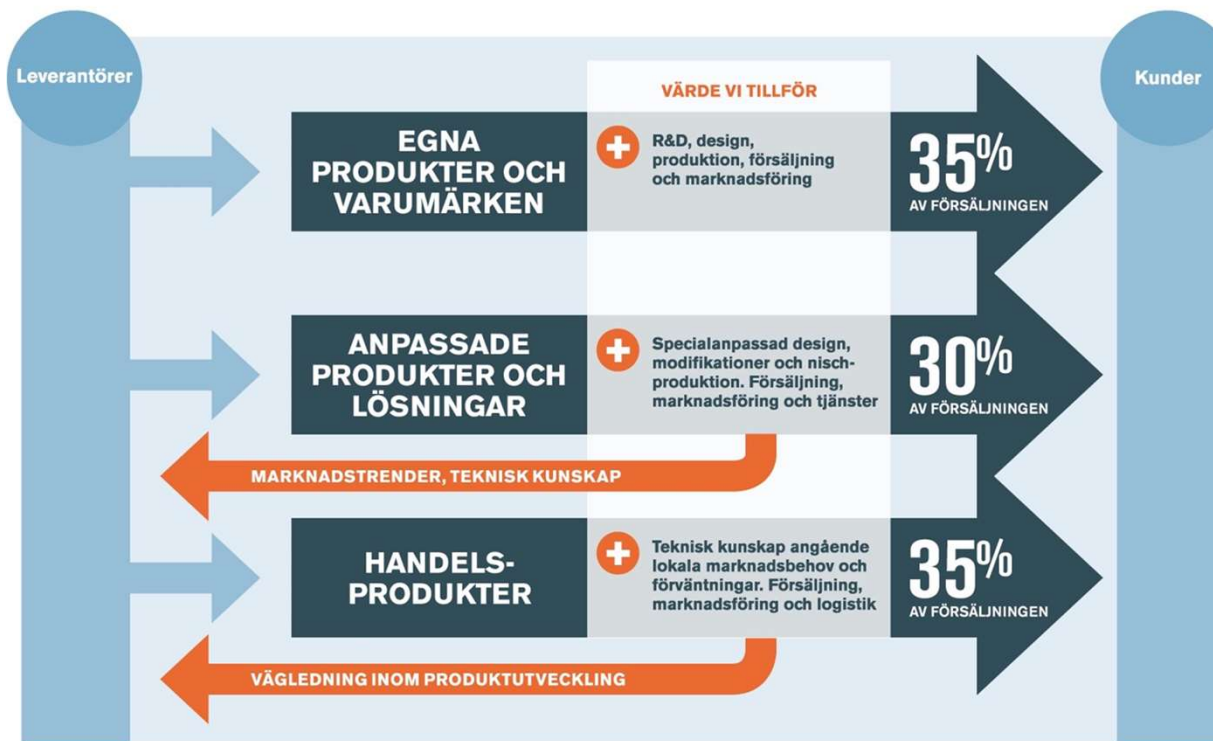 Leverantörer
Kunder
VÄRDE VI TILLFÖR
EGNA
PRODUKTER OCH
VARUMÄRKEN
R&D, design,
produktion, försäljning
och marknadsföring
35%
AV FÖRSÄLJNINGEN
ANPASSADE
PRODUKTER OCH
LÖSNINGAR
Specialanpassad design,
modifikationer och nisch-
produktion. Försäljning,
marknadsföring och tjänster
30%
AV FÖRSÄLJNINGEN
MARKNADSTRENDER, TEKNISK KUNSKAP
HANDELS-
PRODUKTER
Teknisk kunskap angående
lokala marknadsbehov och
förväntningar. Försäljning,
marknadsföring och logistik
35%
AV FÖRSÄLJNINGEN
VÄGLEDNING INOM PRODUKTUTVECKLING